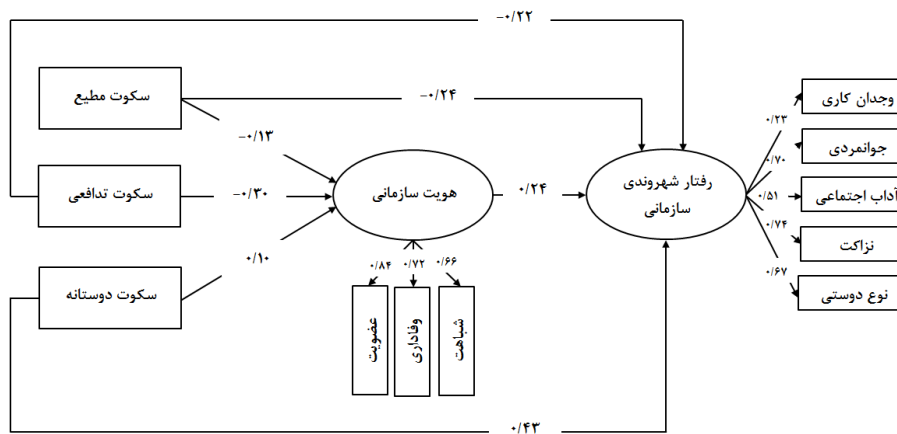 −۰/۲۲
سکوت مطیع
−۰/۲۴
وجدان کاری
۰/۲۳
−۰/۱۳
جوانمردی
۰/۷۰
سکوت تدافعی
−۰/۳۰
هویت سازمانی
۰/۲۴
رفتار شهروندی
سازمانی
۰/۵۱
آداب اجتماعی
۰/۷۴
نزاکت
۰/۱۰
۰/۸۴
۰/۷۲
۰/۶۶
۰/۶۷
نوع دوستی
سکوت دوستانه
عضویت
وفاداری
شباهت
۰/۴۳